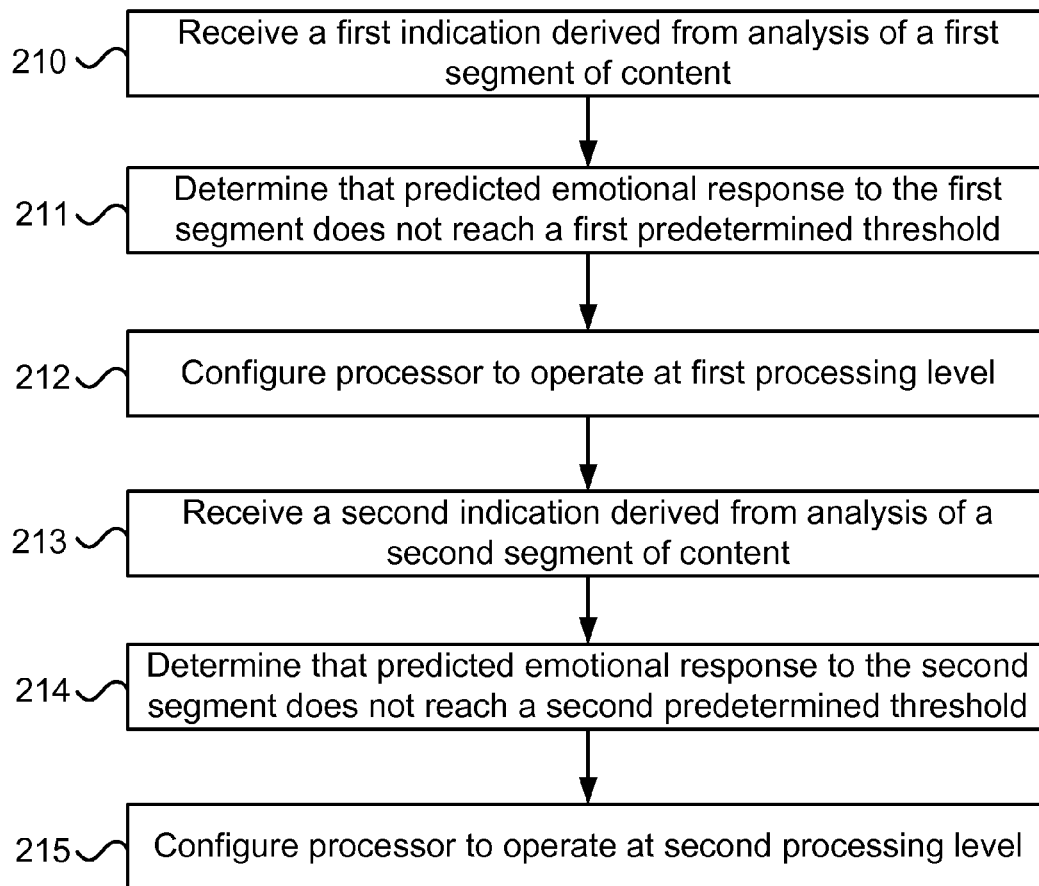 210
Receive a first indication derived from analysis of a first
segment of content
211
Determine that predicted emotional response to the first
segment does not reach a first predetermined threshold
212
Configure processor to operate at first processing level
213
Receive a second indication derived from analysis of a
second segment of content
214
Determine that predicted emotional response to the second
segment does not reach a second predetermined threshold
215
Configure processor to operate at second processing level